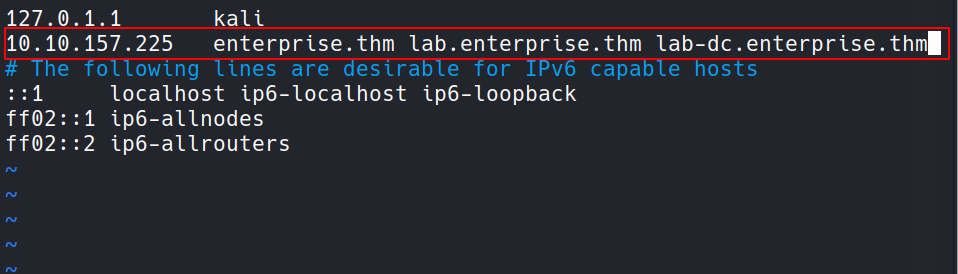 127.0.1.1 kali
10.10.157.225 enterprise.thm lab.enterprise.thm lab-dc.enterprise.thm
# The following lines are desirable for IPv6 capable hosts
::1 localhost ip6-localhost ip6-loopback
ff02::1 ip6-allnodes
ff02::2 ip6-allrouters
~
~
~
~
~